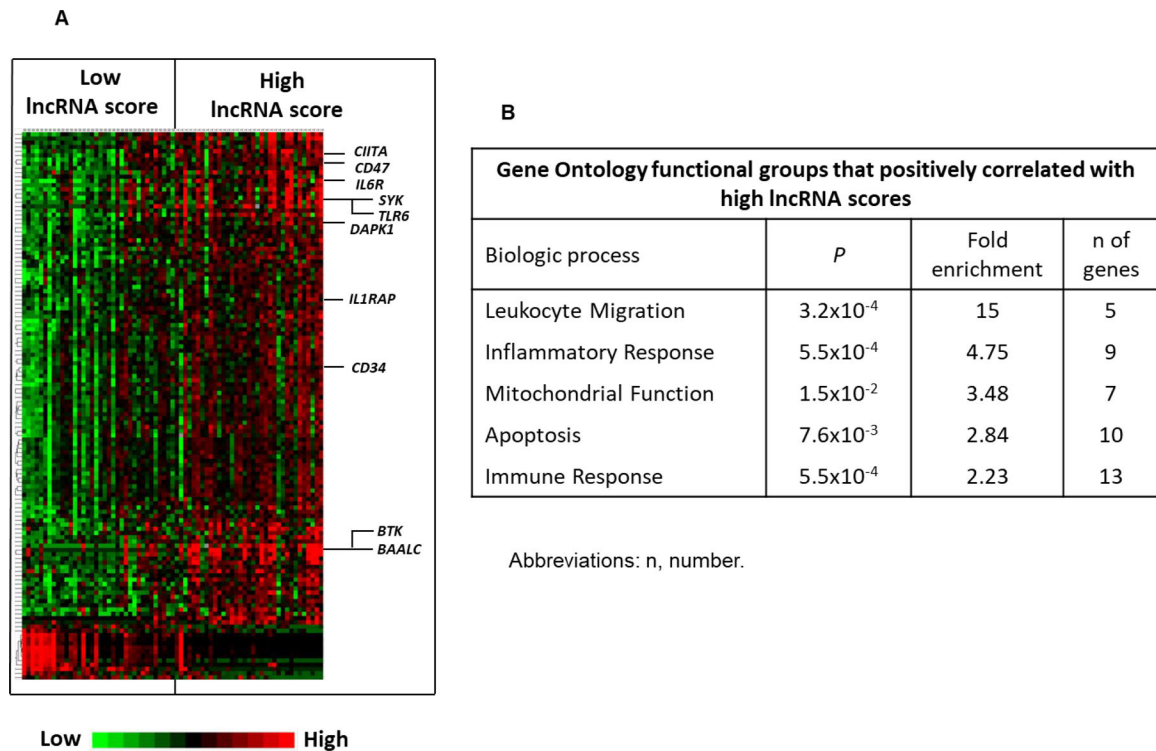 A
Low
lncRNA score
High
lncRNA score
CIITA
CD47
IL6R
SYK
TLR6
DAPK1
IL1RAP
CD34
BTK
BAALC
Low
High
B
Gene Ontology functional groups that positively correlated with
high lncRNA scores
Biologic process P Fold enrichment n of genes
Leukocyte Migration 3.2x10⁻⁴ 15 5
Inflammatory Response 5.5x10⁻⁴ 4.75 9
Mitochondrial Function 1.5x10⁻² 3.48 7
Apoptosis 7.6x10⁻³ 2.84 10
Immune Response 5.5x10⁻⁴ 2.23 13
Abbreviations: n, number.